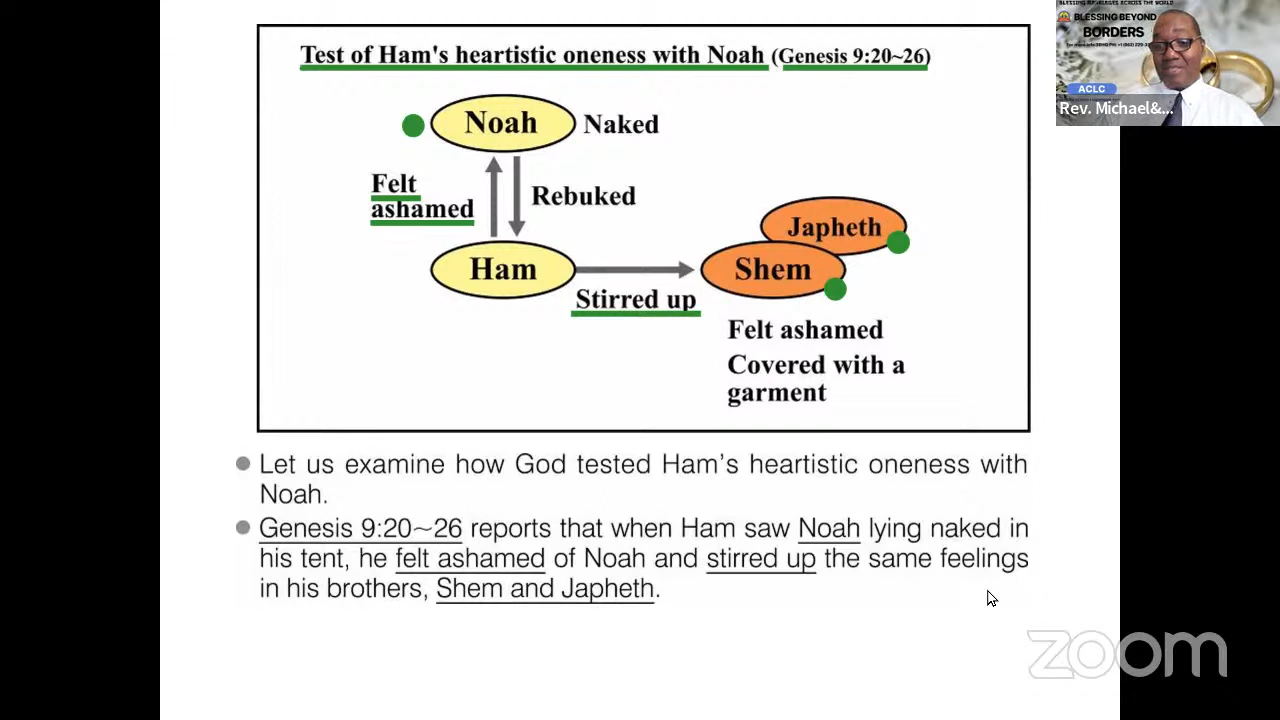 Test of Ham's heartistic oneness with Noah (Genesis 9:20~26)
Noah
Naked
Felt
ashamed
Rebuked
Japheth
Ham
Shem
Stirred up
Felt ashamed
Covered with a
garment
Let us examine how God tested Ham's heartistic oneness with
Noah.
Genesis 9:20~26 reports that when Ham saw Noah lying naked in
his tent, he felt ashamed of Noah and stirred up the same feelings
in his brothers, Shem and Japheth.
BLESSING BEYOND
BORDERS
ACLC
Rev. Michael&...
zoom